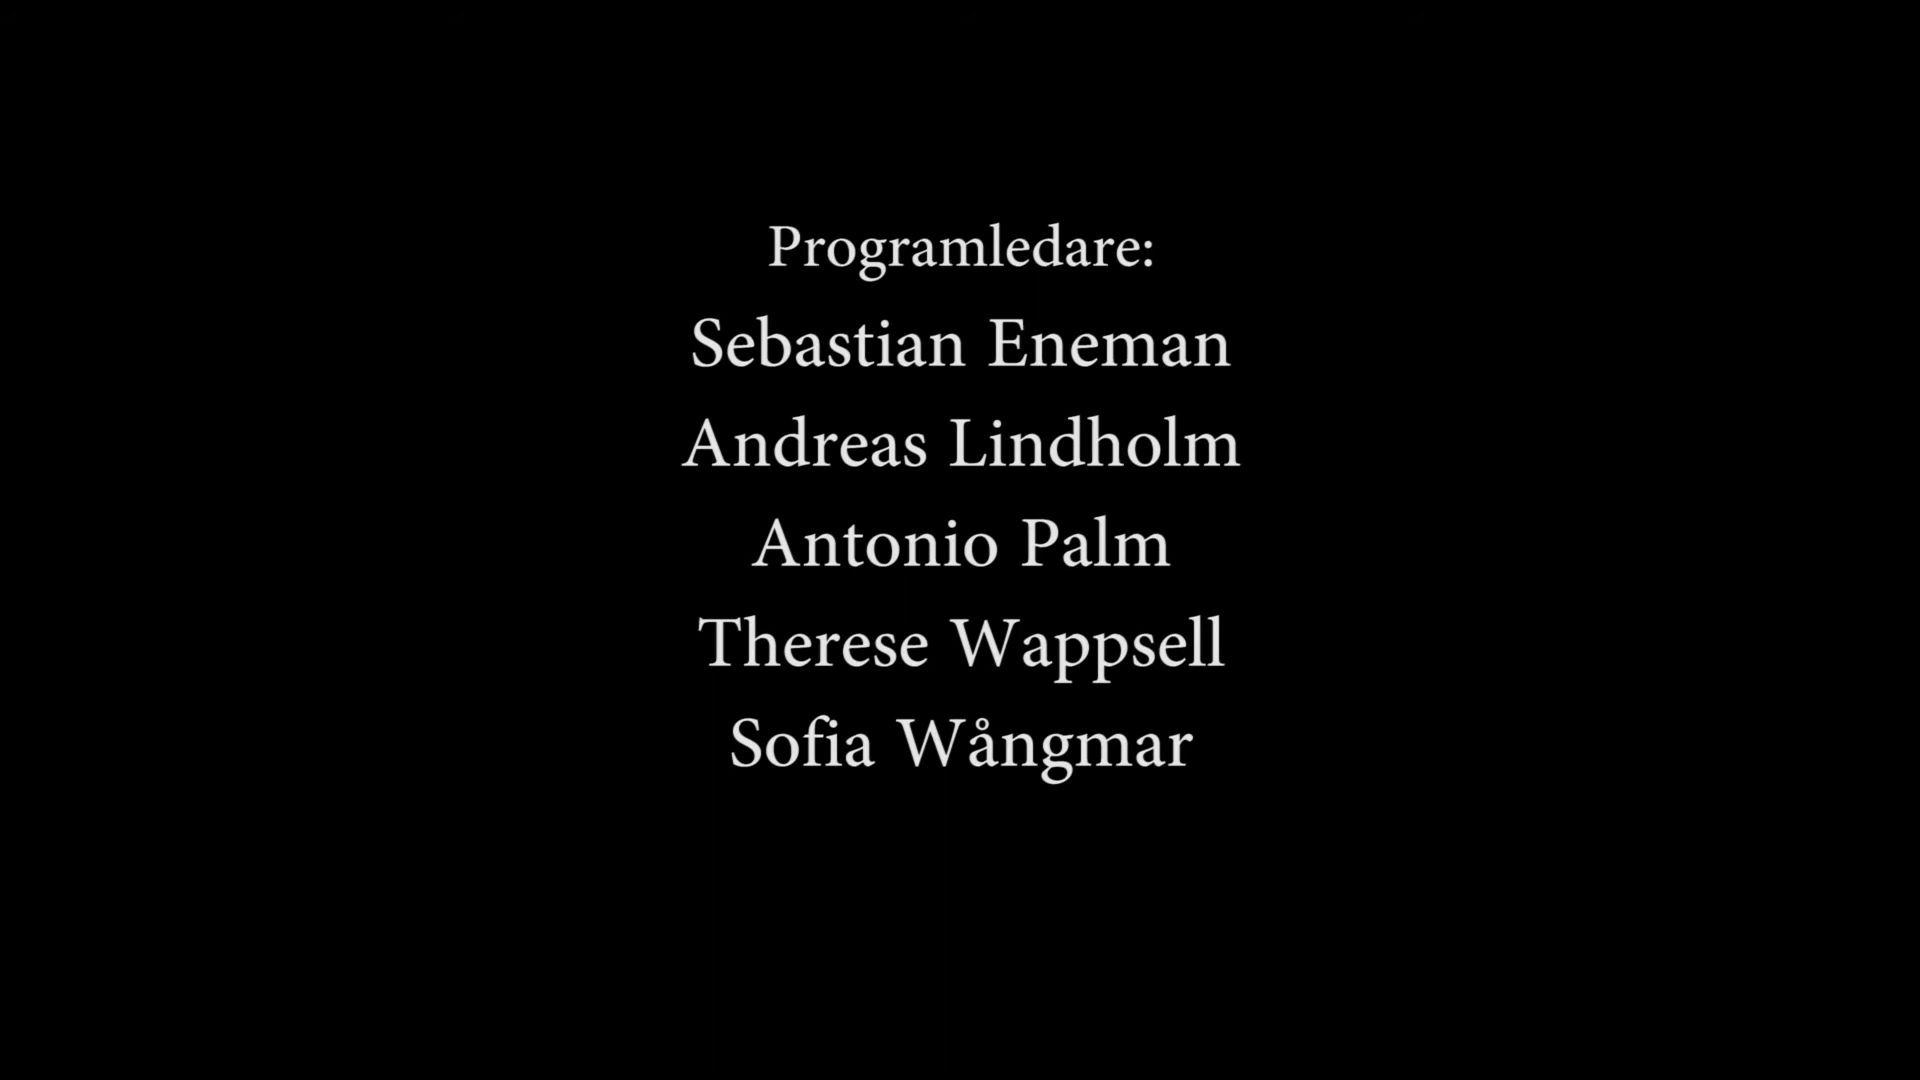 Programledare:
Sebastian Eneman
Andreas Lindholm
Antonio Palm
Therese Wappsell
Sofia Wångmar